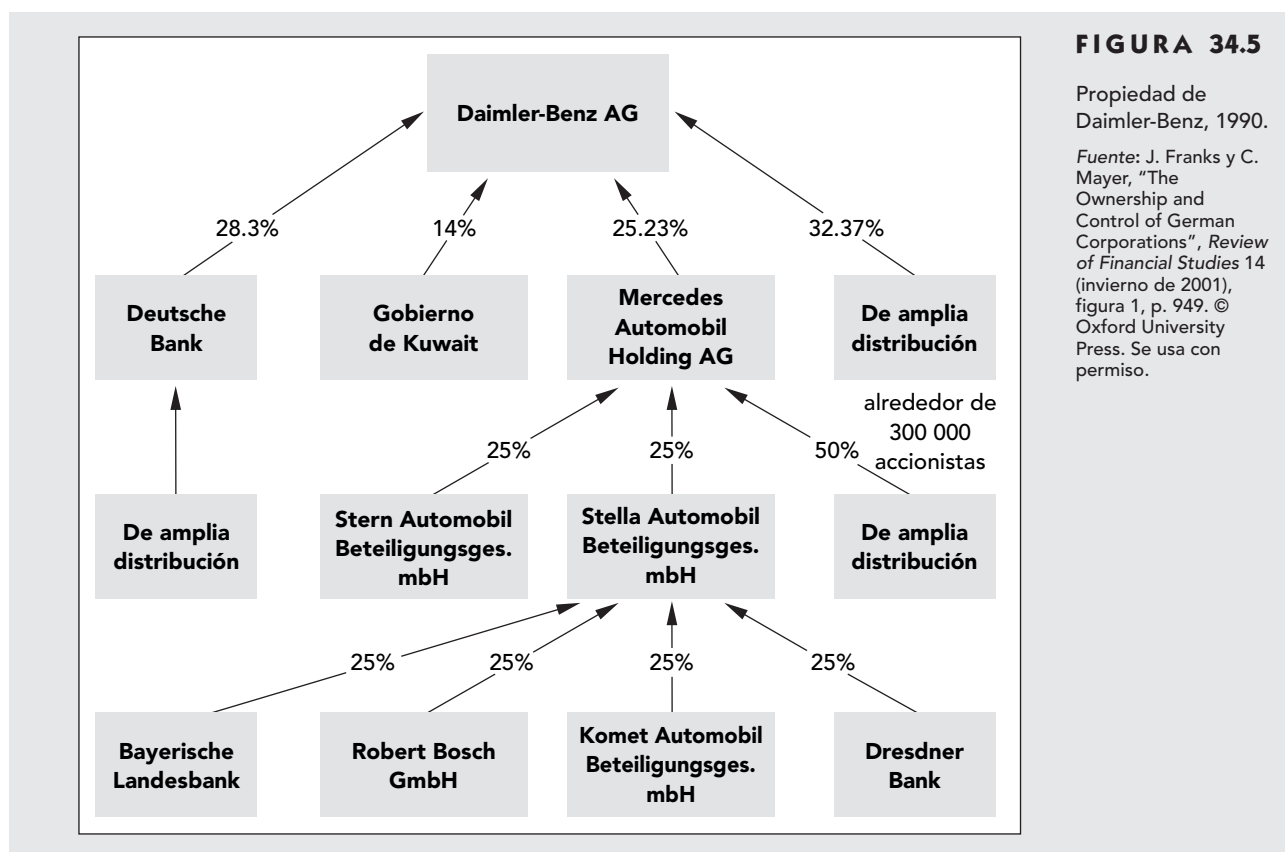 FIGURA 34.5
Propiedad de
Daimler-Benz, 1990.
Fuente: J. Franks y C.
Mayer, "The
Ownership and
Control of German
Corporations", Review
of Financial Studies 14
(invierno de 2001),
figura 1, p. 949. ©
Oxford University
Press. Se usa con
permiso.
Daimler-Benz AG
28.3%
14%
25.23%
32.37%
Deutsche
Bank
Gobierno
de Kuwait
Mercedes
Automobil
Holding AG
De amplia
distribución
alrededor de
300 000
accionistas
25%
25%
50%
De amplia
distribución
Stern Automobil
Beteiligungsges.
mbH
Stella Automobil
Beteiligungsges.
mbH
De amplia
distribución
25%
25%
25%
25%
Bayerische
Landesbank
Robert Bosch
GmbH
Komet Automobil
Beteiligungsges.
mbH
Dresdner
Bank